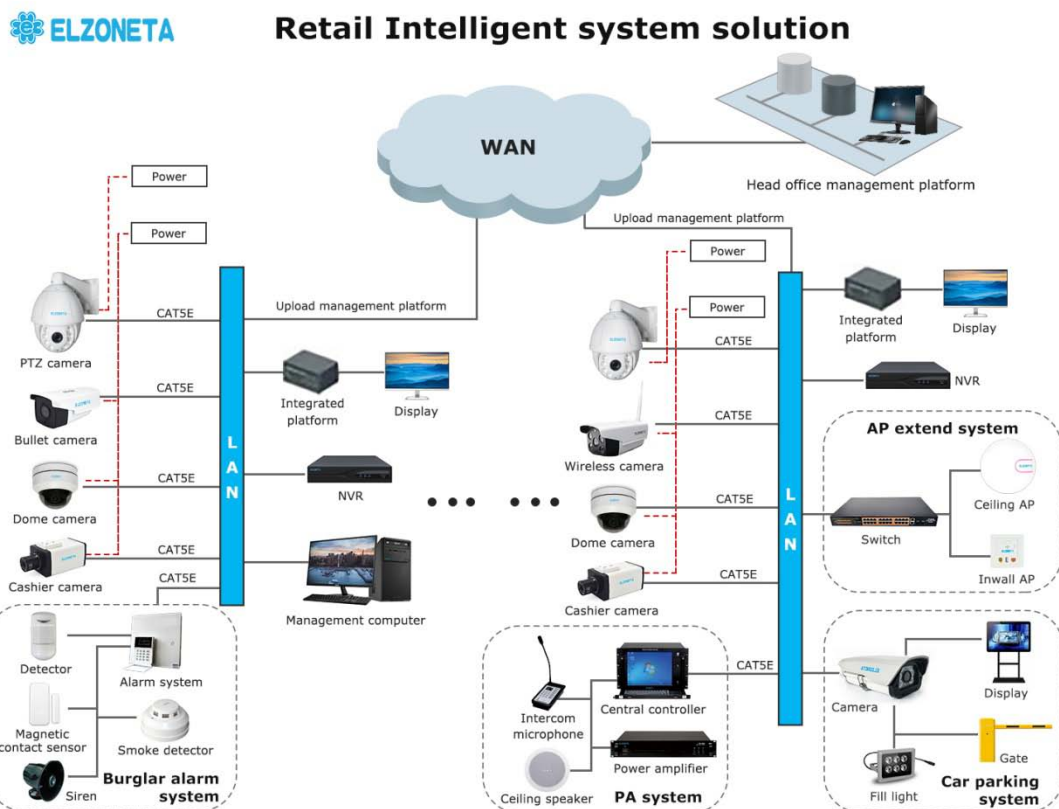 ELZONETA
Retail Intelligent system solution
WAN
Head office management platform
Upload management platform
Power
Power
Power
Power
CAT5E
PTZ camera
CAT5E
Bullet camera
CAT5E
Dome camera
CAT5E
Cashier camera
CAT5E
LAN
Upload management platform
Integrated
platform
Display
NVR
Management computer
Detector
Alarm system
Magnetic
contact sensor
Smoke detector
Siren
Burglar alarm
system
CAT5E
CAT5E
Wireless camera
CAT5E
Dome camera
CAT5E
Cashier camera
LAN
Integrated
platform
Display
NVR
AP extend system
Switch
Ceiling AP
Inwall AP
CAT5E
Intercom
microphone
Central controller
Ceiling speaker
Power amplifier
PA system
Camera
Display
Fill light
Gate
Car parking
system